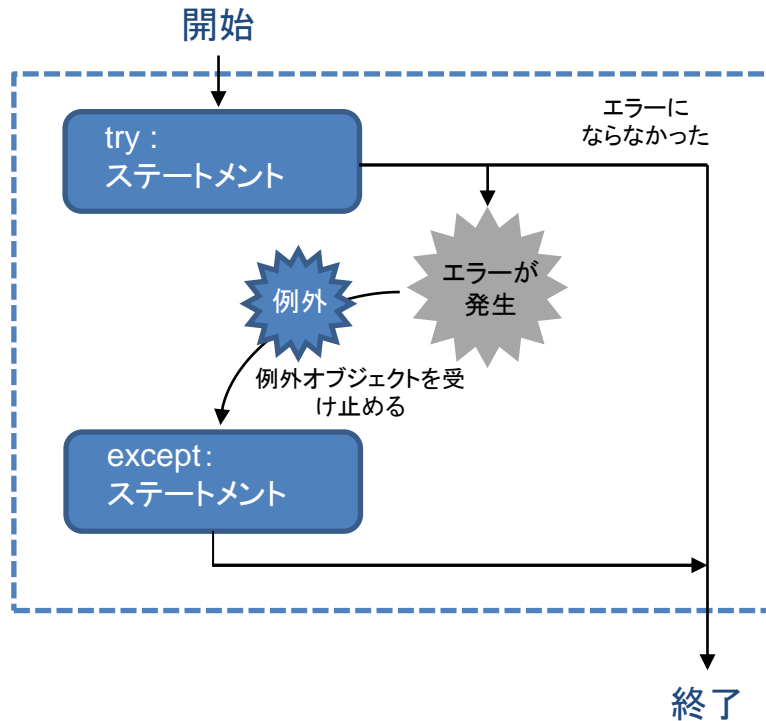 開始
try :
ステートメント
エラーに
ならなかった
エラーが
発生
例外
例外オブジェクトを受
け止める
except:
ステートメント
終了